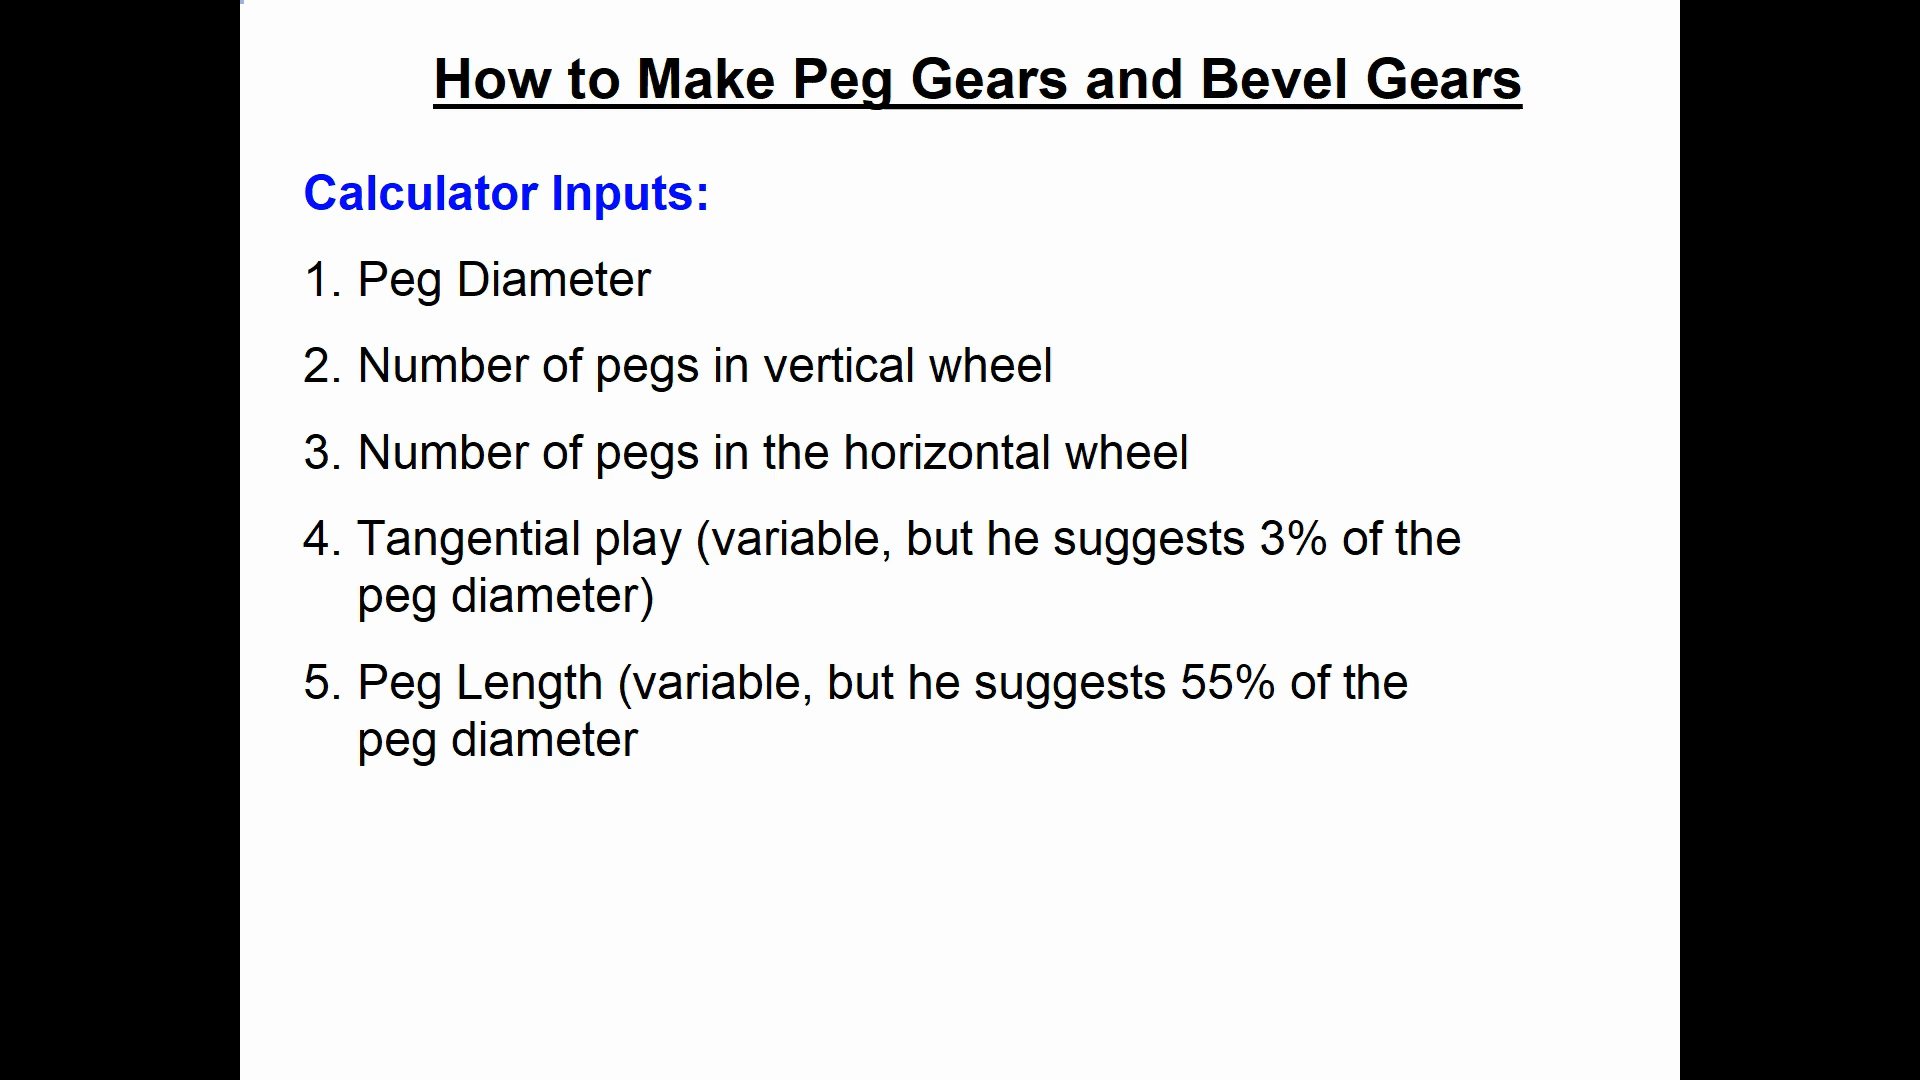 How to Make Peg Gears and Bevel Gears
Calculator Inputs:
1. Peg Diameter
2. Number of pegs in vertical wheel
3. Number of pegs in the horizontal wheel
4. Tangential play (variable, but he suggests 3% of the
peg diameter)
5. Peg Length (variable, but he suggests 55% of the
peg diameter